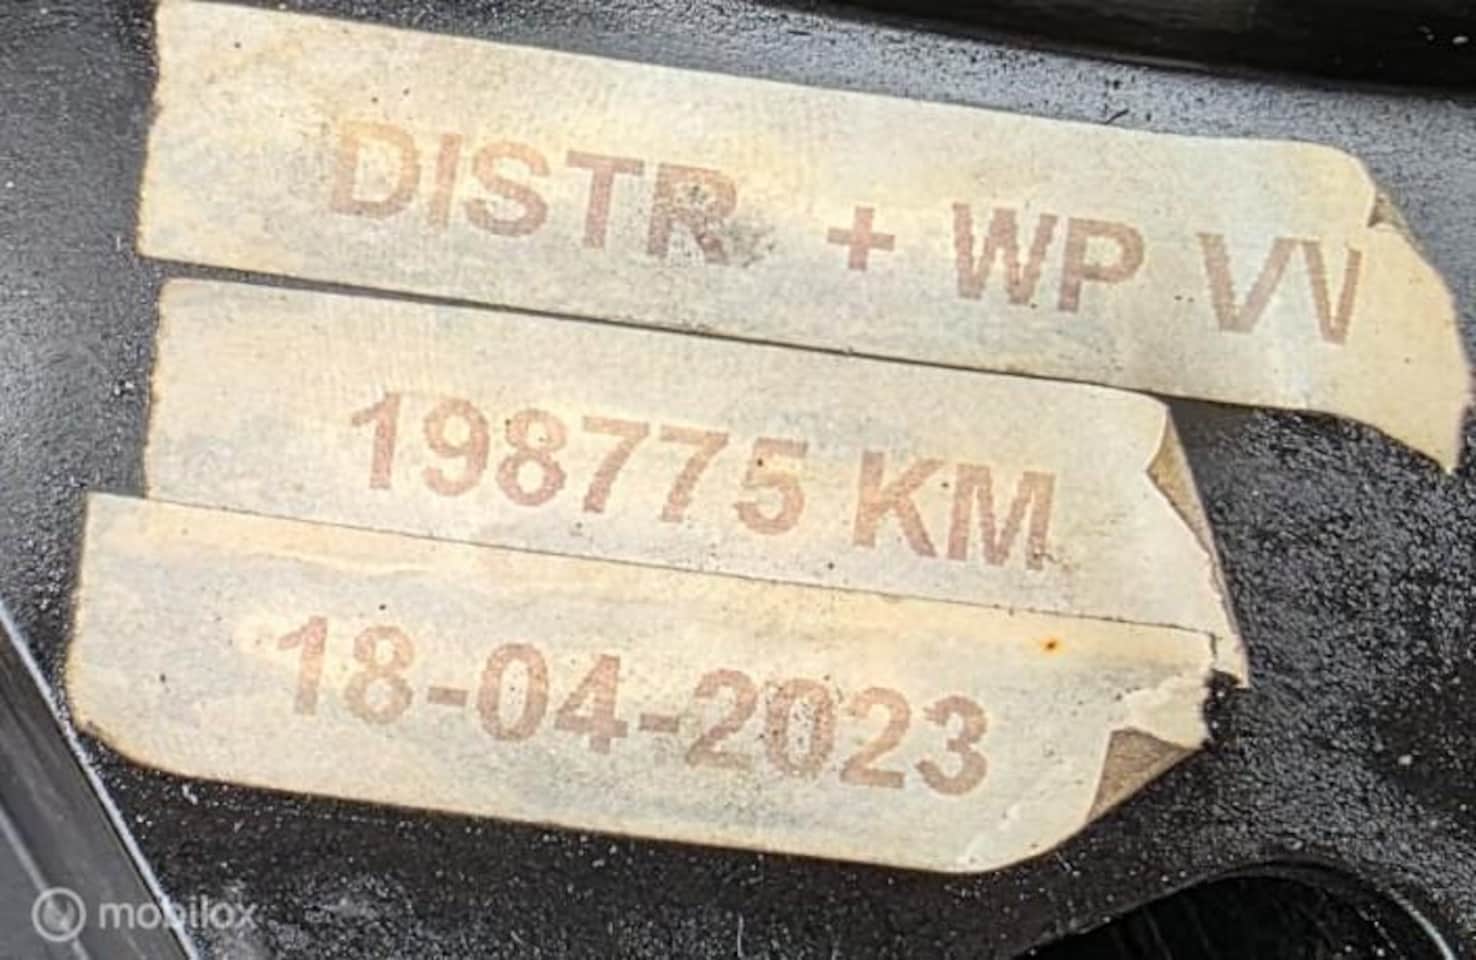 DISTR + WP VV
198775 KM
18-04-2023
mobilox